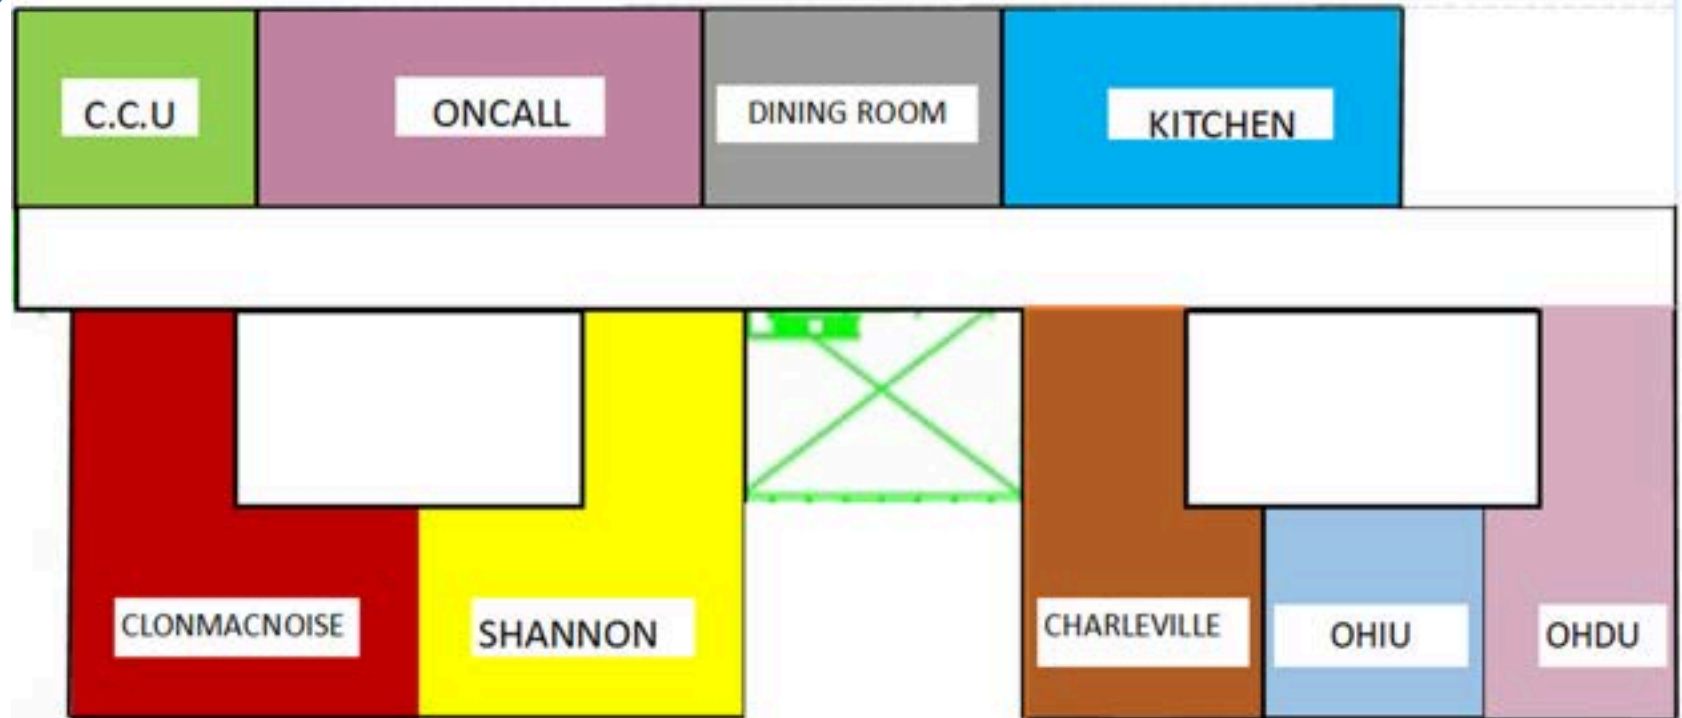 C.C.U
ONCALL
DINING ROOM
KITCHEN
CLONMACNOISE
SHANNON
CHARLEVILLE
OHIU
OHDU